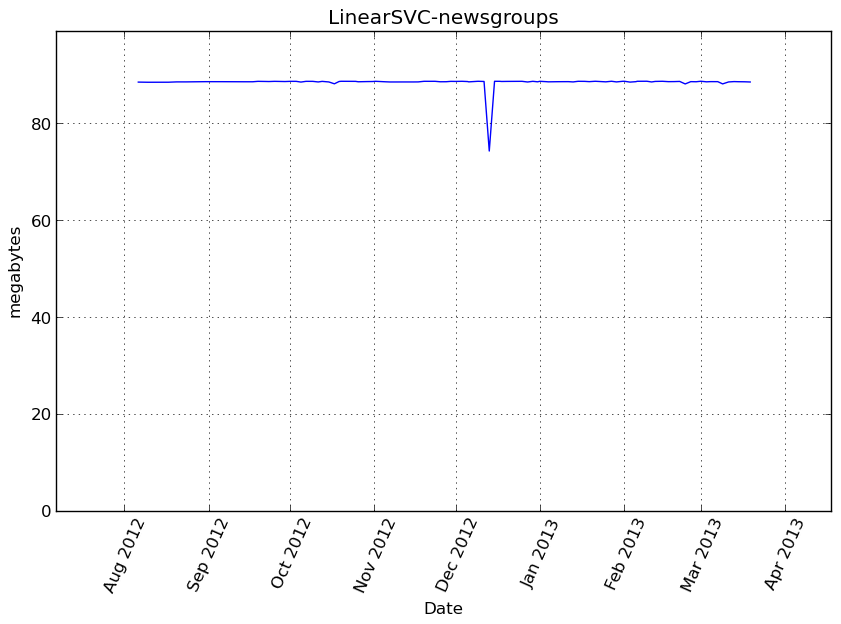 LinearSVC-newsgroups
megabytes
80
60
40
20
0
Aug 2012
Sep 2012
Oct 2012
Nov 2012
Dec 2012
Jan 2013
Feb 2013
Mar 2013
Apr 2013
Date